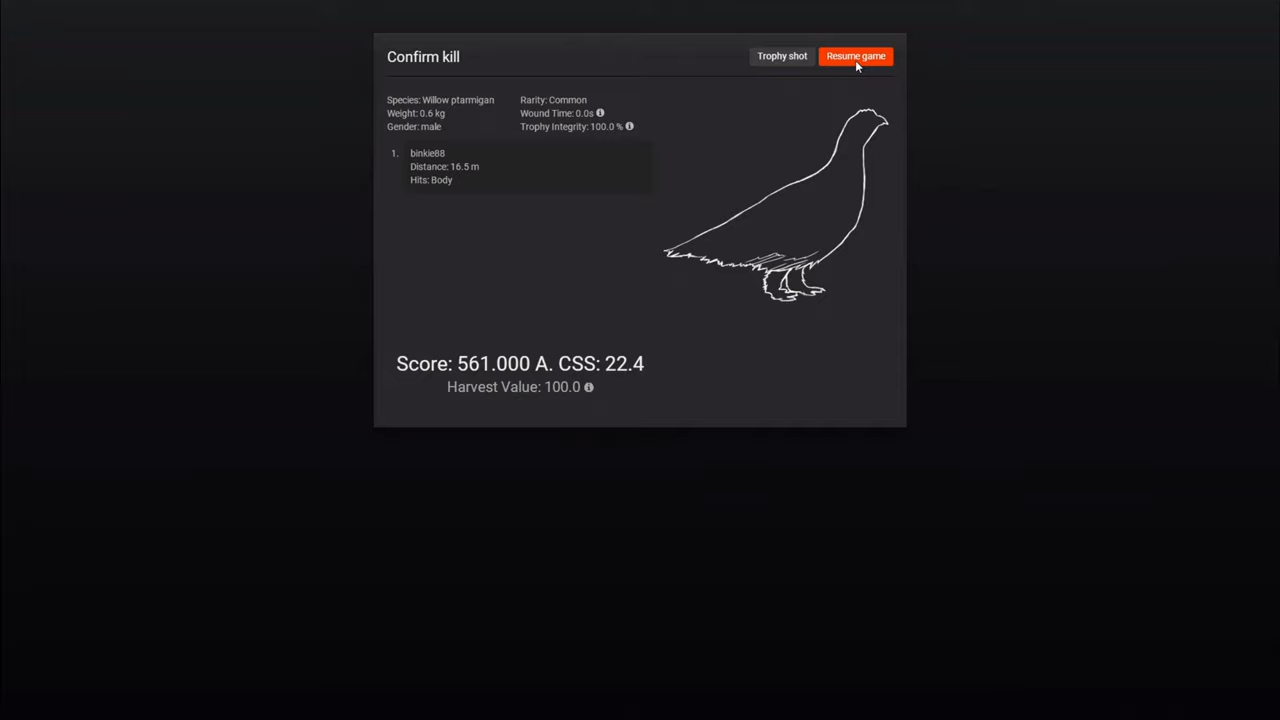 Confirm kill
Trophy shot
Resume game
Species: Willow ptarmigan
Weight: 0.6 kg
Gender: male
Rarity: Common
Wound Time: 0.0s
Trophy Integrity: 100.0 %
1. binkie88
Distance: 16.5 m
Hits: Body
Score: 561.000 A. CSS: 22.4
Harvest Value: 100.0